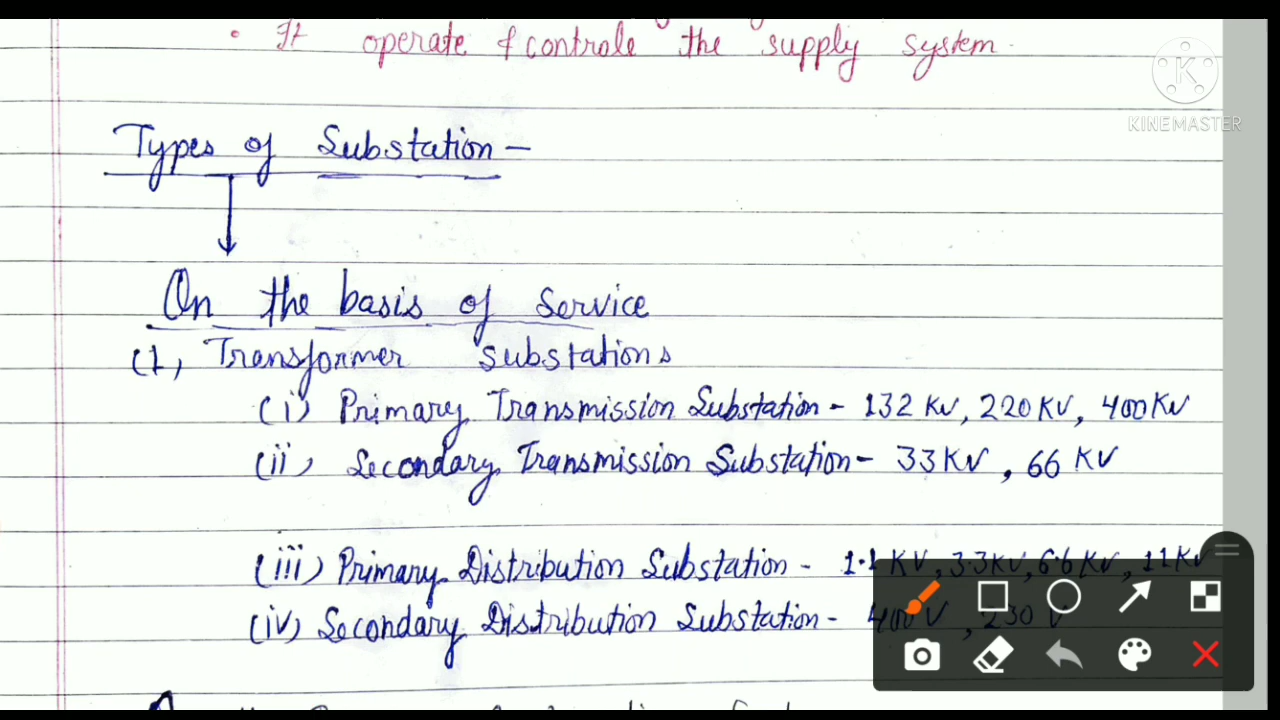 • It operate & controle the supply system.
KINEMASTER
Types of Substation -
On the basis of Service
(1) Transformer substations
(i) Primary Transmission Substation - 132 KV, 220 KV, 400 KV
(ii) Secondary Transmission Substation - 33 KV, 66 KV
(iii) Primary Distribution Substation - 1.1 KV, 3.3 KV, 6.6 KV, 11 KV
(iv) Secondary Distribution Substation - 400 V, 230 V